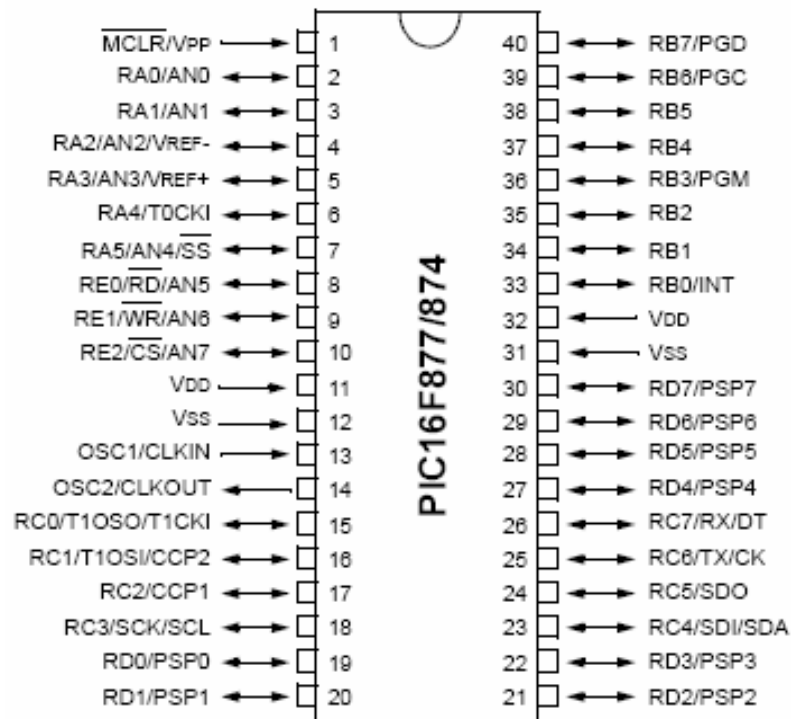 MCLR/VPP 1 40 RB7/PGD
RA0/AN0 2 39 RB6/PGC
RA1/AN1 3 38 RB5
RA2/AN2/VREF- 4 37 RB4
RA3/AN3/VREF+ 5 36 RB3/PGM
RA4/T0CKI 6 35 RB2
RA5/AN4/SS 7 34 RB1
RE0/RD/AN5 8 33 RB0/INT
RE1/WR/AN6 9 32 VDD
RE2/CS/AN7 10 31 VSS
VDD 11 30 RD7/PSP7
VSS 12 29 RD6/PSP6
OSC1/CLKIN 13 28 RD5/PSP5
OSC2/CLKOUT 14 27 RD4/PSP4
RC0/T1OSO/T1CKI 15 26 RC7/RX/DT
RC1/T1OSI/CCP2 16 25 RC6/TX/CK
RC2/CCP1 17 24 RC5/SDO
RC3/SCK/SCL 18 23 RC4/SDI/SDA
RD0/PSP0 19 22 RD3/PSP3
RD1/PSP1 20 21 RD2/PSP2
PIC16F877/874